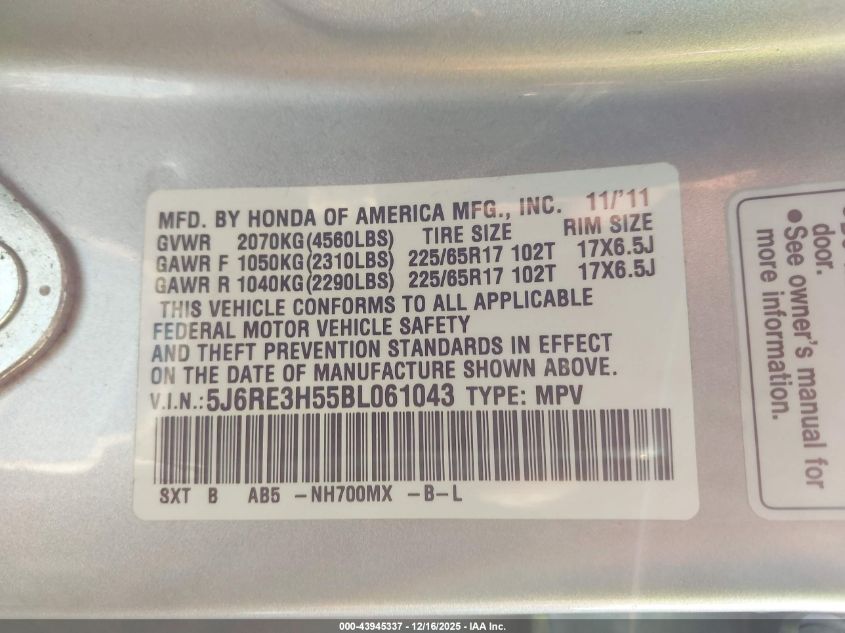 MFD. BY HONDA OF AMERICA MFG., INC. 11/'11
GVWR 2070KG(4560LBS) TIRE SIZE RIM SIZE
GAWR F 1050KG(2310LBS) 225/65R17 102T 17X6.5J
GAWR R 1040KG(2290LBS) 225/65R17 102T 17X6.5J
THIS VEHICLE CONFORMS TO ALL APPLICABLE
FEDERAL MOTOR VEHICLE SAFETY
AND THEFT PREVENTION STANDARDS IN EFFECT
ON THE DATE OF MANUFACTURE SHOWN ABOVE.
V.I.N.:5J6RE3H55BL061043 TYPE: MPV
SXT B AB5 -NH700MX -B-L
door.
●See owner's manual for
more information.
000-43945337 - 12/16/2025 - IAA Inc.